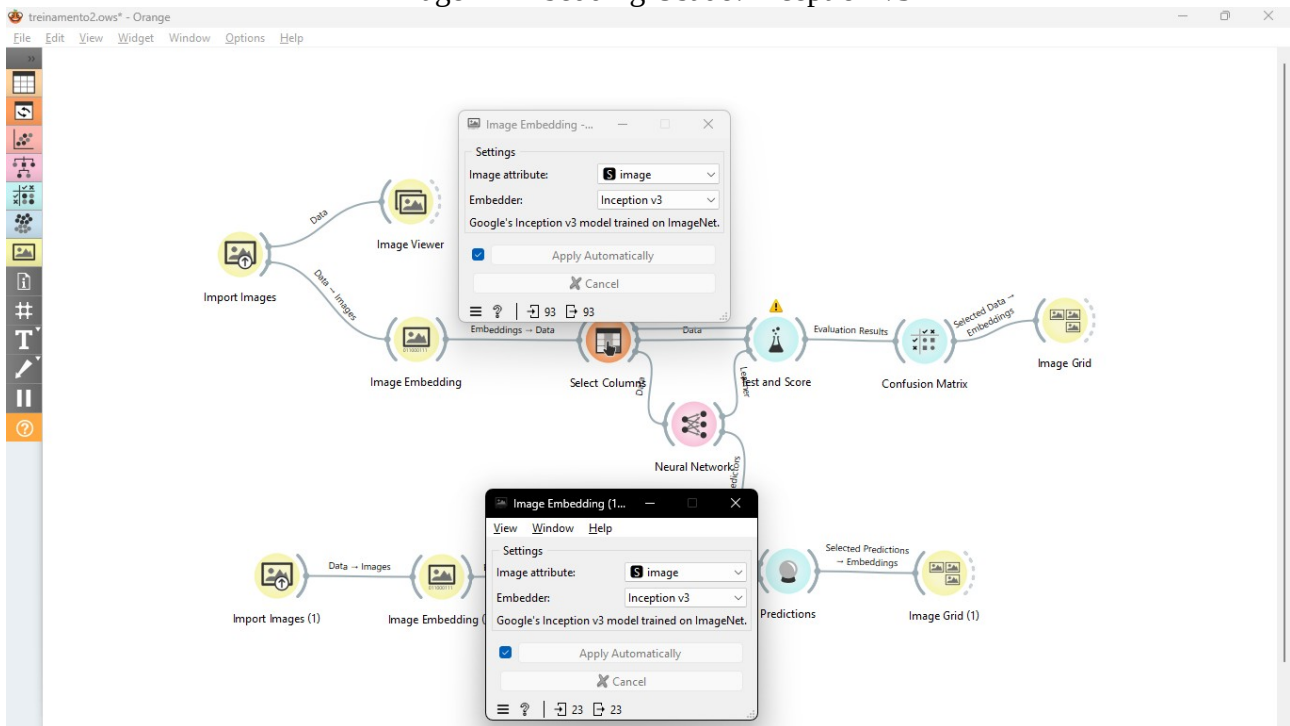 treinamento2.ows* - Orange
File Edit View Widget Window Options Help
Image Embedding -...
Settings
Image attribute: S image
Embedder: Inception v3
Google's Inception v3 model trained on ImageNet.
Apply Automatically
Cancel
93 93
Data
Image Viewer
Import Images
Data → Images
Image Embedding
Embeddings → Data
Select Columns
Data
Data
Test and Score
Learner
Evaluation Results
Confusion Matrix
Selected Data →
Embeddings
Image Grid
Neural Network
Image Embedding (1...
View Window Help
Settings
Image attribute: S image
Embedder: Inception v3
Google's Inception v3 model trained on ImageNet.
Apply Automatically
Cancel
23 23
Import Images (1)
Data → Images
Image Embedding (
Predictions
Selected Predictions
→ Embeddings
Image Grid (1)